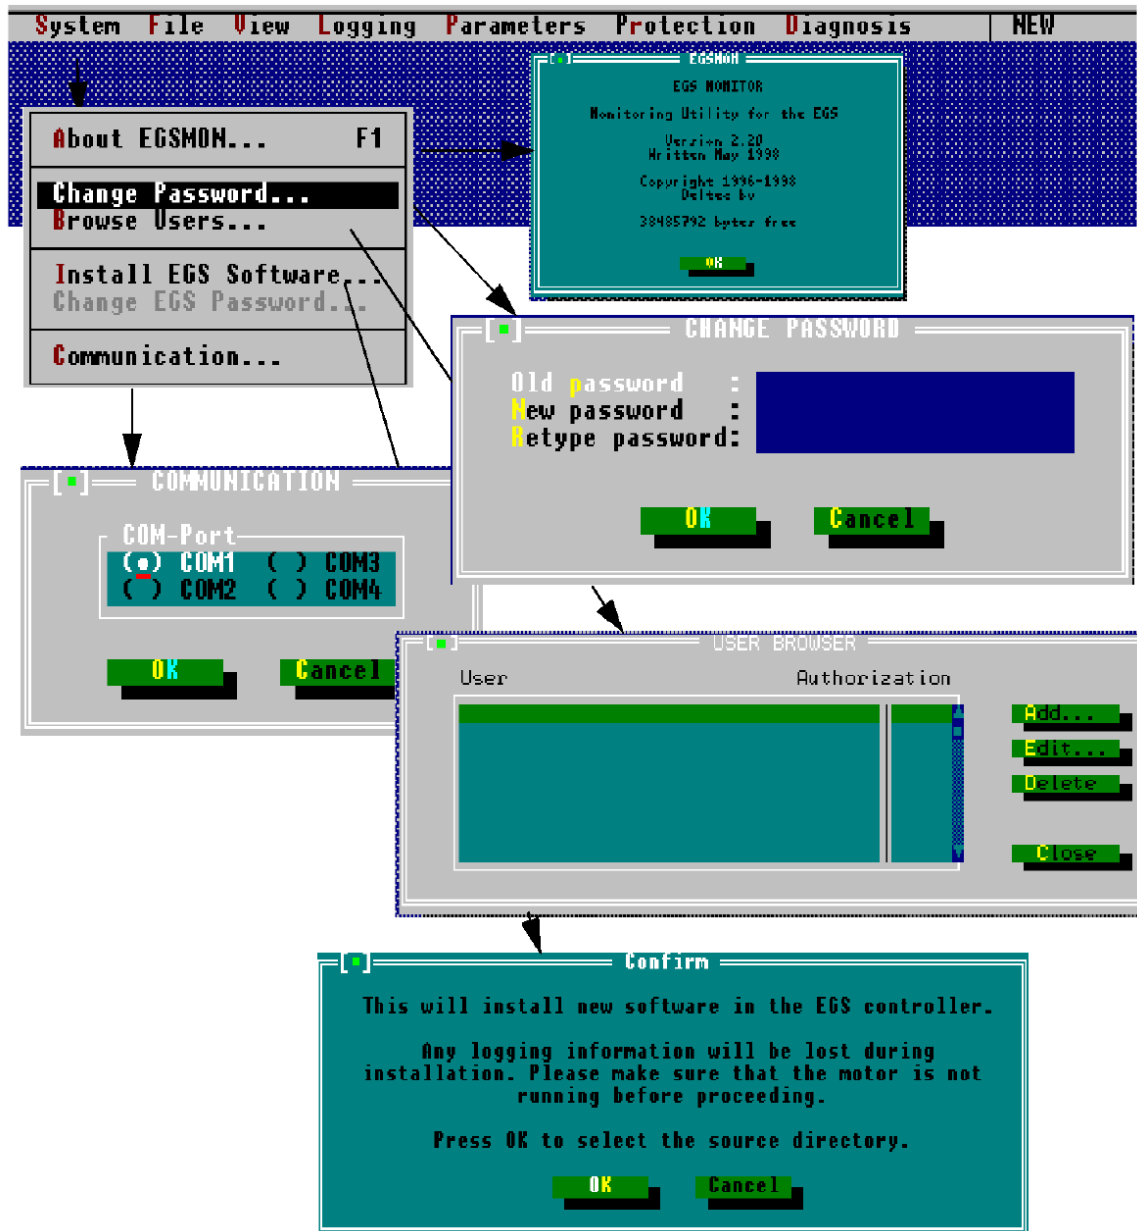 System File View Logging Parameters Protection Diagnosis NEW
EGSMON
EGS MONITOR
Monitoring Utility for the EGS
Version 2.20
Written May 1998
Copyright 1996-1998
Deltec bv
38485792 bytes free
OK
About EGSMON... F1
Change Password...
Browse Users...
Install EGS Software...
Change EGS Password...
Communication...
CHANGE PASSWORD
Old password :
New password :
Retype password:
OK Cancel
COMMUNICATION
COM-Port
(•) COM1 ( ) COM3
( ) COM2 ( ) COM4
OK Cancel
USER BROWSER
User Authorization
Add...
Edit...
Delete
Close
Confirm
This will install new software in the EGS controller.
Any logging information will be lost during
installation. Please make sure that the motor is not
running before proceeding.
Press OK to select the source directory.
OK Cancel